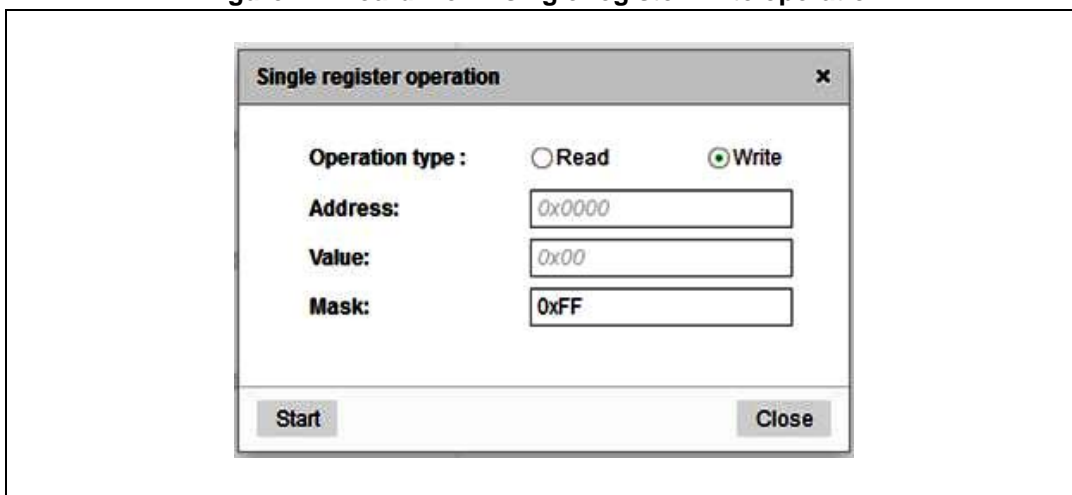 Single register operation ×
Operation type : Read Write
Address: 0x0000
Value: 0x00
Mask: 0xFF
Start Close